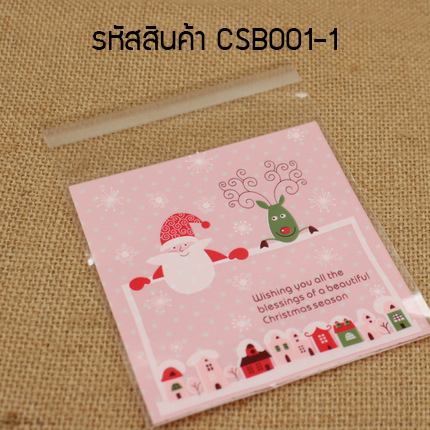 รหัสสินค้า CSB001-1
Wishing you all the
blessings of a beautiful
Christmas season